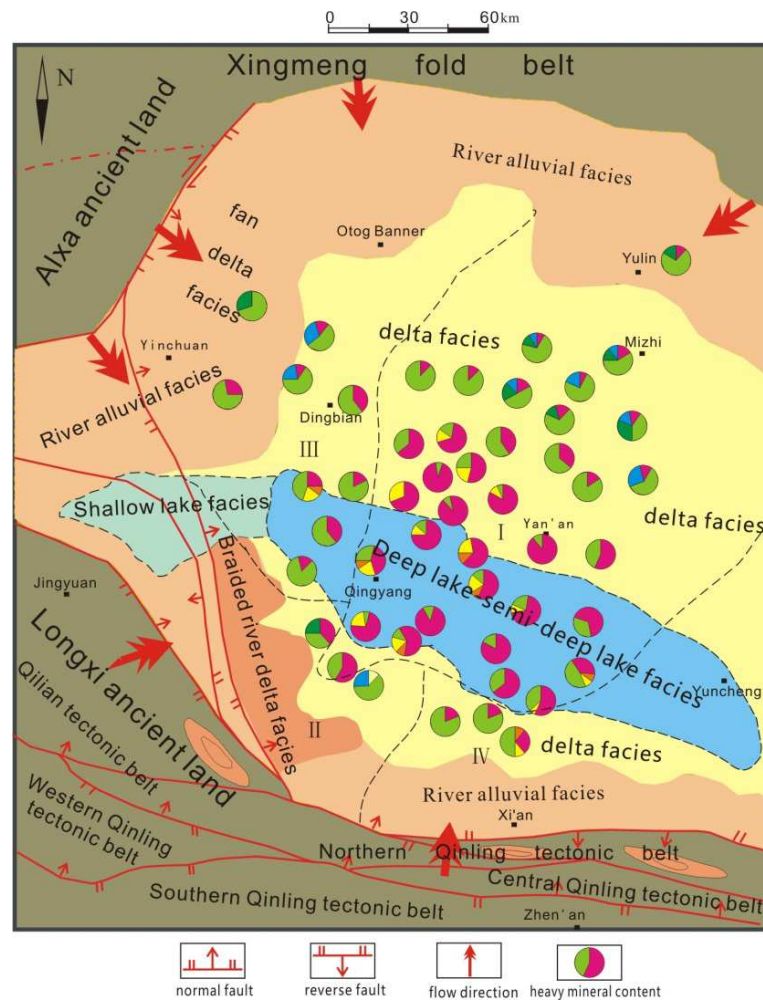 0 30 60 km
Xingmeng fold belt
N
Alxa ancient land
River alluvial facies
fan
delta
facies
Otog Banner
Yulin
Yinchuan
delta facies
Mizhi
River alluvial facies
Dingbian
III
Shallow lake facies
I
Yan'an
delta facies
Braided river delta facies
Deep lake-semi-deep lake facies
Qingyang
Jingyuan
Longxi ancient land
Yuncheng
Qilian tectonic belt
II
IV
delta facies
River alluvial facies
Western Qinling
tectonic belt
Xi'an
Northern Qinling tectonic belt
Central Qinling tectonic belt
Southern Qinling tectonic belt
Zhen'an
normal fault
reverse fault
flow direction
heavy mineral content